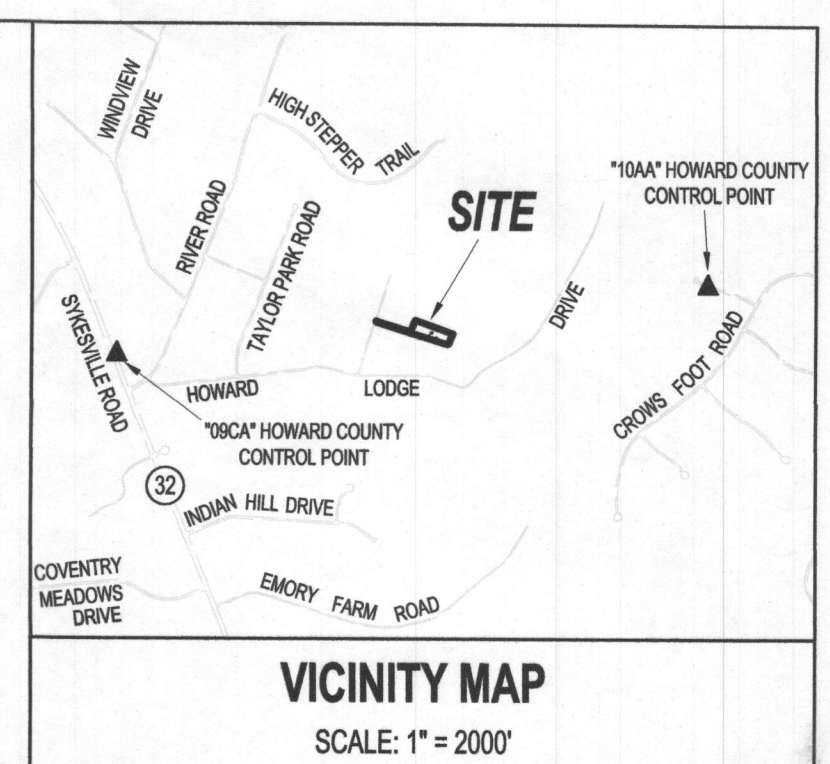 WINDVIEW
DRIVE
HIGH STEPPER TRAIL
"10AA" HOWARD COUNTY
CONTROL POINT
RIVER ROAD
SITE
TAYLOR PARK ROAD
SYKESVILLE ROAD
HOWARD LODGE DRIVE
CROWS FOOT ROAD
"09CA" HOWARD COUNTY
CONTROL POINT
32
INDIAN HILL DRIVE
COVENTRY
MEADOWS
DRIVE
EMORY FARM ROAD
VICINITY MAP
SCALE: 1" = 2000'